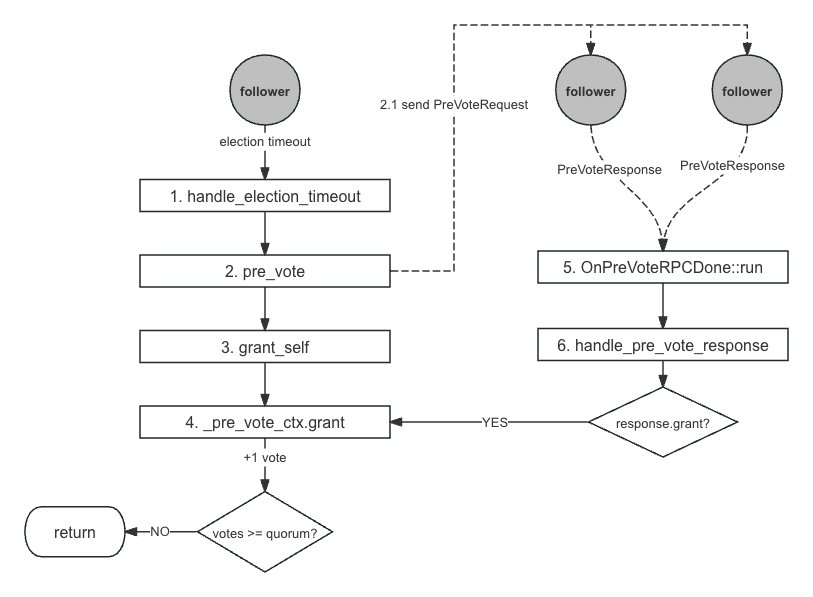 follower
follower
follower
2.1 send PreVoteRequest
election timeout
PreVoteResponse
PreVoteResponse
1. handle_election_timeout
2. pre_vote
5. OnPreVoteRPCDone::run
3. grant_self
6. handle_pre_vote_response
4. _pre_vote_ctx.grant
YES
response.grant?
+1 vote
return
NO
votes >= quorum?